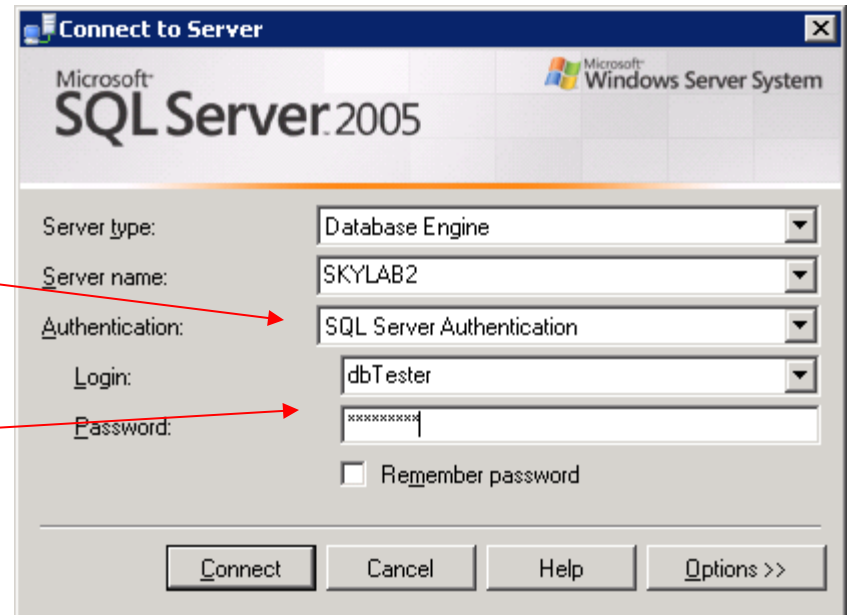 Connect to Server
Microsoft
SQL Server 2005
Microsoft
Windows Server System
Server type: Database Engine
Server name: SKYLAB2
Authentication: SQL Server Authentication
Login: dbTester
Password: *********
Remember password
Connect Cancel Help Options >>